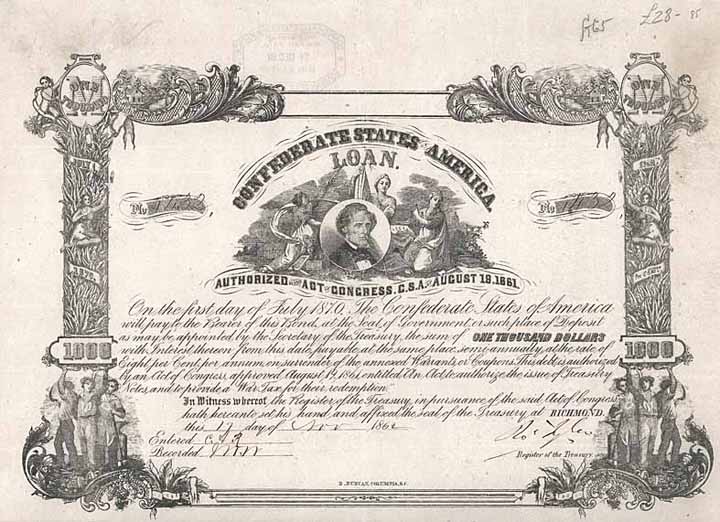 £28-
CONFEDERATE STATES OF AMERICA.
LOAN.
No
No
AUTHORIZED BY THE ACT OF CONGRESS, C.S.A. OF AUGUST 19, 1861.
On the first day of July 1876, The Confederate States of America
will pay to the Bearer of this Bond, at the Seat of Government, or such place of Deposit
as may be appointed by the Secretary of the Treasury, the sum of ONE THOUSAND DOLLARS
with Interest thereon from this date, payable at the same place, semi-annually, at the rate of
1000
1000
Eight per Cent per annum, on surrender of the annexed Warrants or Coupons. This debt is authorized
by an Act of Congress, approved August 19, 1861, entitled "An Act to authorize the issue of Treasury
Notes, and to provide a War Tax for their redemption."
In Witness whereof, the Register of the Treasury, in pursuance of the said Act of Congress,
hath hereunto set his hand and affixed the seal of the Treasury, at RICHMOND,
this 17 day of Nov 186
Entered
Recorded
Register of the Treasury.
B. DUNCAN, COLUMBIA, S.C.